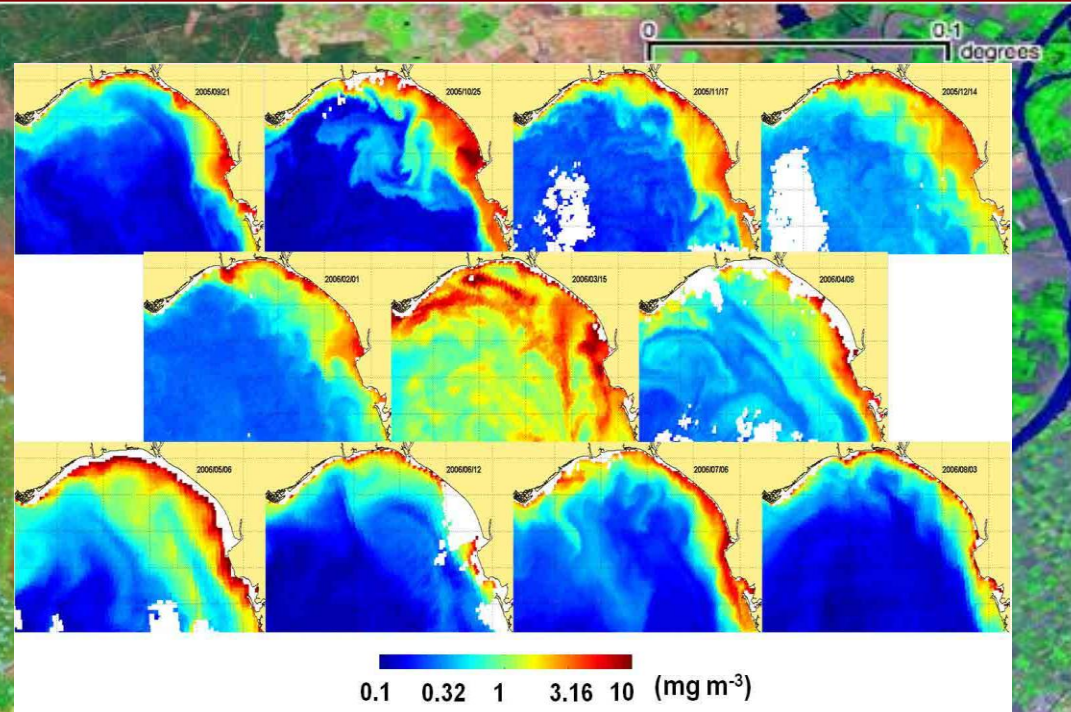 0 0.1
degrees
2005/09/21 2005/10/25 2005/11/17 2005/12/14
2006/02/01 2006/03/15 2006/04/08
2006/05/06 2006/06/12 2006/07/06 2006/08/03
0.1 0.32 1 3.16 10 (mg m⁻³)